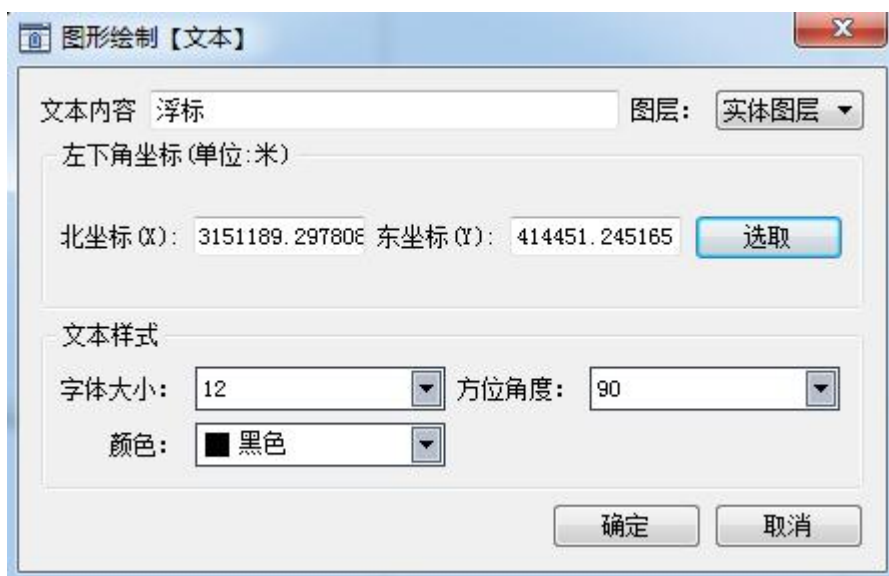 图形绘制【文本】
文本内容 浮标 图层: 实体图层
左下角坐标(单位:米)
北坐标(X): 3151189.297808 东坐标(Y): 414451.245165 选取
文本样式
字体大小: 12 方位角度: 90
颜色: 黑色
确定 取消